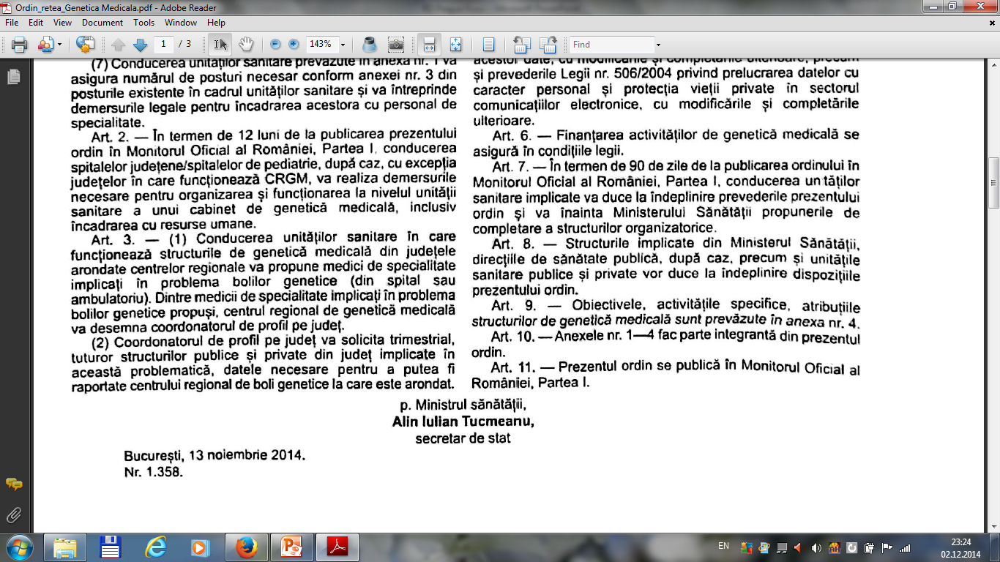 Ordin_retea_Genetica Medicala.pdf - Adobe Reader
File Edit View Document Tools Window Help
1 / 3 143% Find
(7) Conducerea unităților sanitare prevăzute în anexa nr. 1 va
asigura numărul de posturi necesar conform anexei nr. 3 din
posturile existente în cadrul unităților sanitare și va întreprinde
demersurile legale pentru încadrarea acestora cu personal de
specialitate.
Art. 2. — În termen de 12 luni de la publicarea prezentului
ordin în Monitorul Oficial al României, Partea I, conducerea
spitalelor județene/spitalelor de pediatrie, după caz, cu excepția
județelor în care funcționează CRGM, va realiza demersurile
necesare pentru organizarea și funcționarea la nivelul unității
sanitare a unui cabinet de genetică medicală, inclusiv
încadrarea cu resurse umane.
Art. 3. — (1) Conducerea unităților sanitare în care
funcționează structurile de genetică medicală din județele
arondate centrelor regionale va propune medici de specialitate
implicați în problema bolilor genetice (din spital sau
ambulatoriu). Dintre medicii de specialitate implicați în problema
bolilor genetice propuși, centrul regional de genetică medicală
va desemna coordonatorul de profil pe județ.
(2) Coordonatorul de profil pe județ va solicita trimestrial,
tuturor structurilor publice și private din județ implicate în
această problematică, datele necesare pentru a putea fi
raportate centrului regional de boli genetice la care este arondat.
acestor date, cu modificările și completările ulterioare, precum
și prevederile Legii nr. 506/2004 privind prelucrarea datelor cu
caracter personal și protecția vieții private în sectorul
comunicațiilor electronice, cu modificările și completările
ulterioare.
Art. 6. — Finanțarea activităților de genetică medicală se
asigură în condițiile legii.
Art. 7. — În termen de 90 de zile de la publicarea ordinului în
Monitorul Oficial al României, Partea I, conducerea unităților
sanitare implicate va duce la îndeplinire prevederile prezentului
ordin și va înainta Ministerului Sănătății propunerile de
completare a structurilor organizatorice.
Art. 8. — Structurile implicate din Ministerul Sănătății,
direcțiile de sănătate publică, după caz, precum și unitățile
sanitare publice și private vor duce la îndeplinire dispozițiile
prezentului ordin.
Art. 9. — Obiectivele, activitățile specifice, atribuțiile
structurilor de genetică medicală sunt prevăzute în anexa nr. 4.
Art. 10. — Anexele nr. 1—4 fac parte integrantă din prezentul
ordin.
Art. 11. — Prezentul ordin se publică în Monitorul Oficial al
României, Partea I.
p. Ministrul sănătății,
Alin Iulian Tucmeanu,
secretar de stat
București, 13 noiembrie 2014.
Nr. 1.358.
EN
23:24
02.12.2014